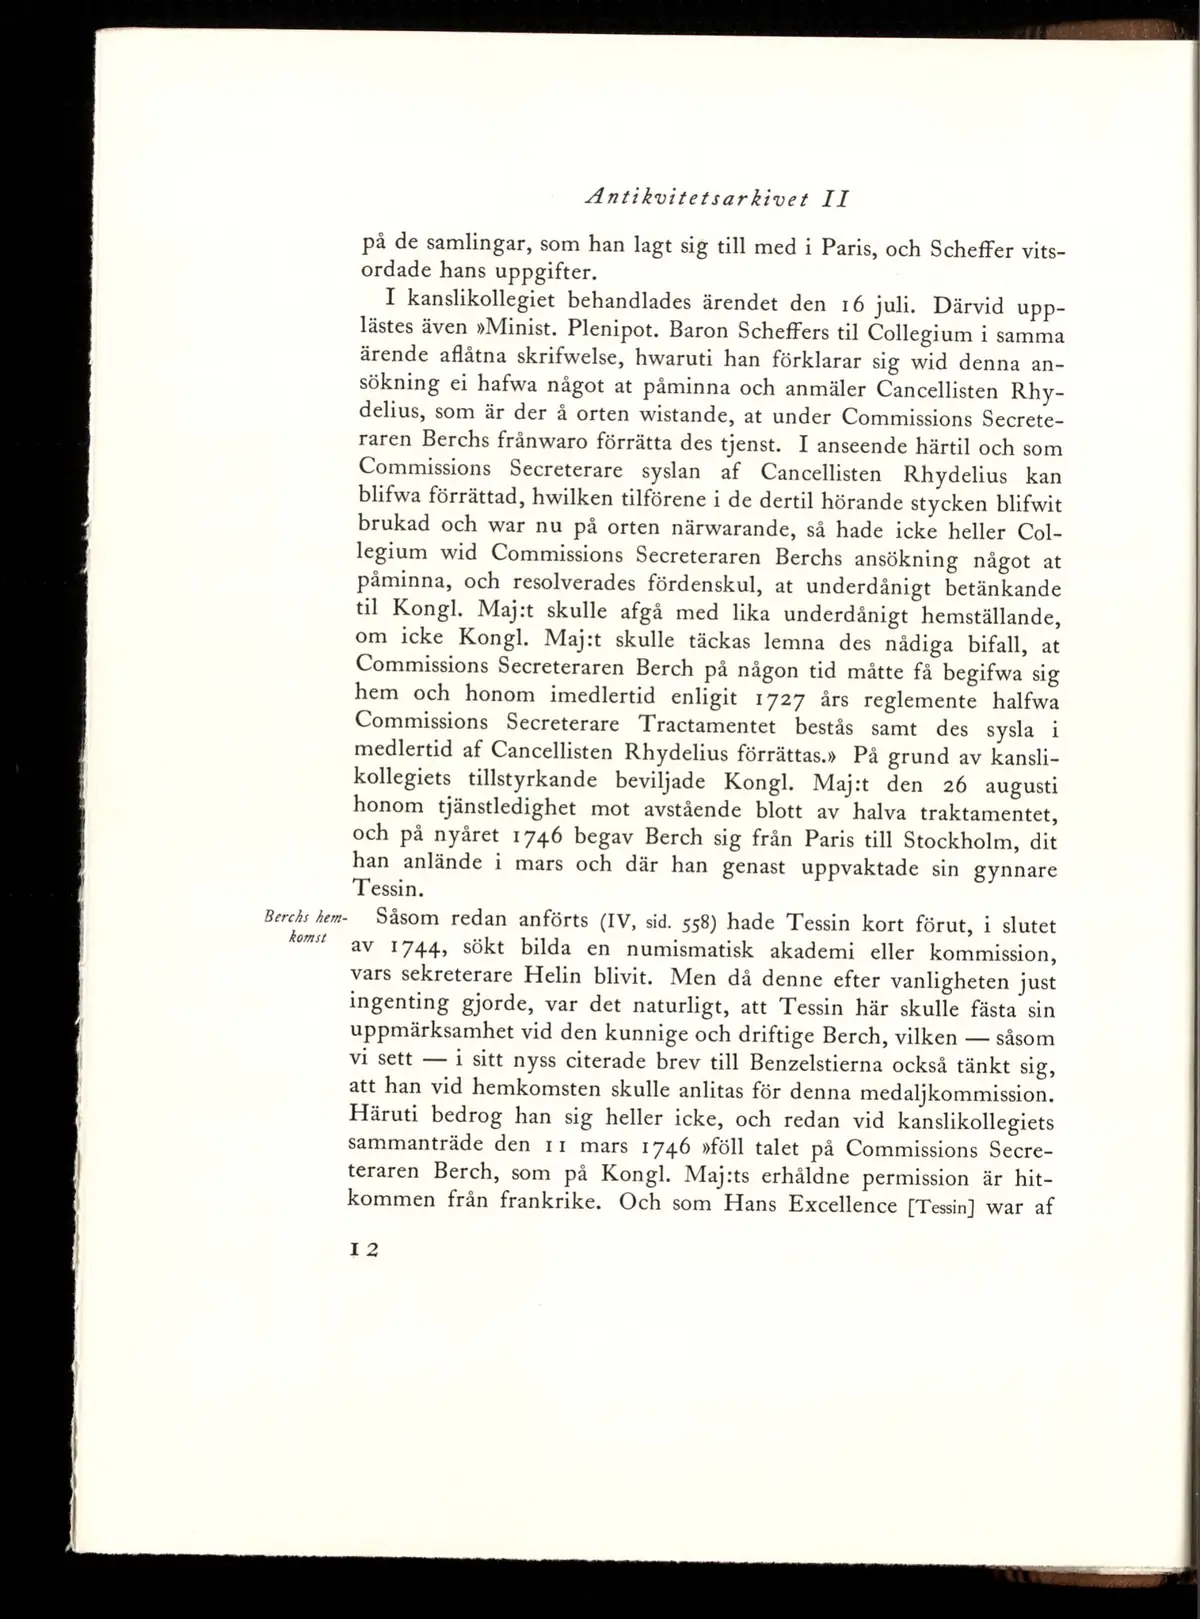 Antikvitetsarkivet II
på de samlingar, som han lagt sig till med i Paris, och Scheffer vits-
ordade hans uppgifter.
I kanslikollegiet behandlades ärendet den 16 juli. Därvid upp-
lästes även »Minist. Plenipot. Baron Scheffers til Collegium i samma
ärende aflåtna skrifwelse, hwaruti han förklarar sig wid denna an-
sökning ei hafwa något at påminna och anmäler Cancellisten Rhy-
delius, som är der å orten wistande, at under Commissions Secrete-
raren Berchs frånwaro förrätta des tjenst. I anseende härtil och som
Commissions Secreterare syslan af Cancellisten Rhydelius kan
blifwa förrättad, hwilken tilförene i de dertil hörande stycken blifwit
brukad och war nu på orten närwarande, så hade icke heller Col-
legium wid Commissions Secreteraren Berchs ansökning något at
påminna, och resolverades fördenskul, at underdånigt betänkande
til Kongl. Maj:t skulle afgå med lika underdånigt hemställande,
om icke Kongl. Maj:t skulle täckas lemna des nådiga bifall, at
Commissions Secreteraren Berch på någon tid måtte få begifwa sig
hem och honom imedlertid enligit 1727 års reglemente halfwa
Commissions Secreterare Tractamentet bestås samt des sysla i
medlertid af Cancellisten Rhydelius förrättas.» På grund av kansli-
kollegiets tillstyrkande beviljade Kongl. Maj:t den 26 augusti
honom tjänstledighet mot avstående blott av halva traktamentet,
och på nyåret 1746 begav Berch sig från Paris till Stockholm, dit
han anlände i mars och där han genast uppvaktade sin gynnare
Tessin.
Berchs hem-
komst
Såsom redan anförts (IV, sid. 558) hade Tessin kort förut, i slutet
av 1744, sökt bilda en numismatisk akademi eller kommission,
vars sekreterare Helin blivit. Men då denne efter vanligheten just
ingenting gjorde, var det naturligt, att Tessin här skulle fästa sin
uppmärksamhet vid den kunnige och driftige Berch, vilken — såsom
vi sett — i sitt nyss citerade brev till Benzelstierna också tänkt sig,
att han vid hemkomsten skulle anlitas för denna medaljkommission.
Häruti bedrog han sig heller icke, och redan vid kanslikollegiets
sammanträde den 11 mars 1746 »föll talet på Commissions Secre-
teraren Berch, som på Kongl. Maj:ts erhåldne permission är hit-
kommen från frankrike. Och som Hans Excellence [Tessin] war af
12